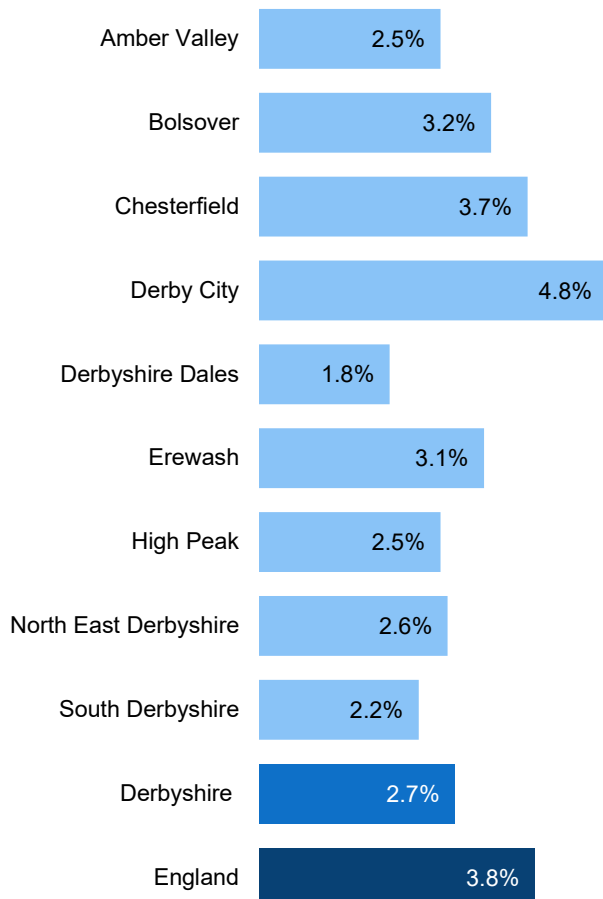 Amber Valley 2.5%
Bolsover 3.2%
Chesterfield 3.7%
Derby City 4.8%
Derbyshire Dales 1.8%
Erewash 3.1%
High Peak 2.5%
North East Derbyshire 2.6%
South Derbyshire 2.2%
Derbyshire 2.7%
England 3.8%